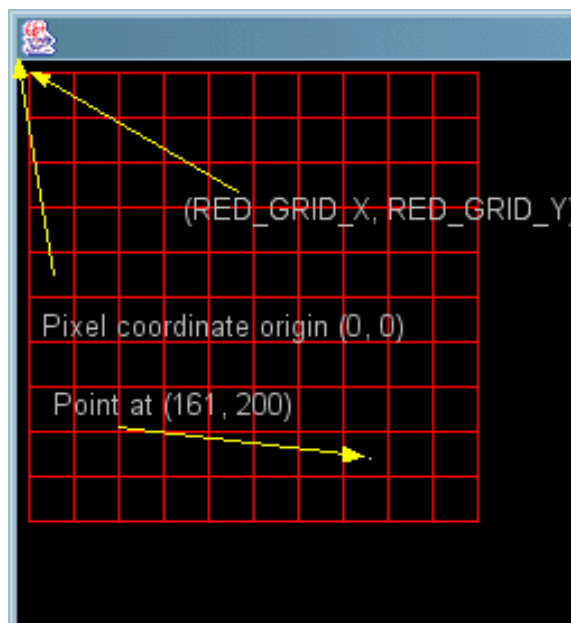 (RED_GRID_X, RED_GRID_Y)
Pixel coordinate origin (0, 0)
Point at (161, 200)